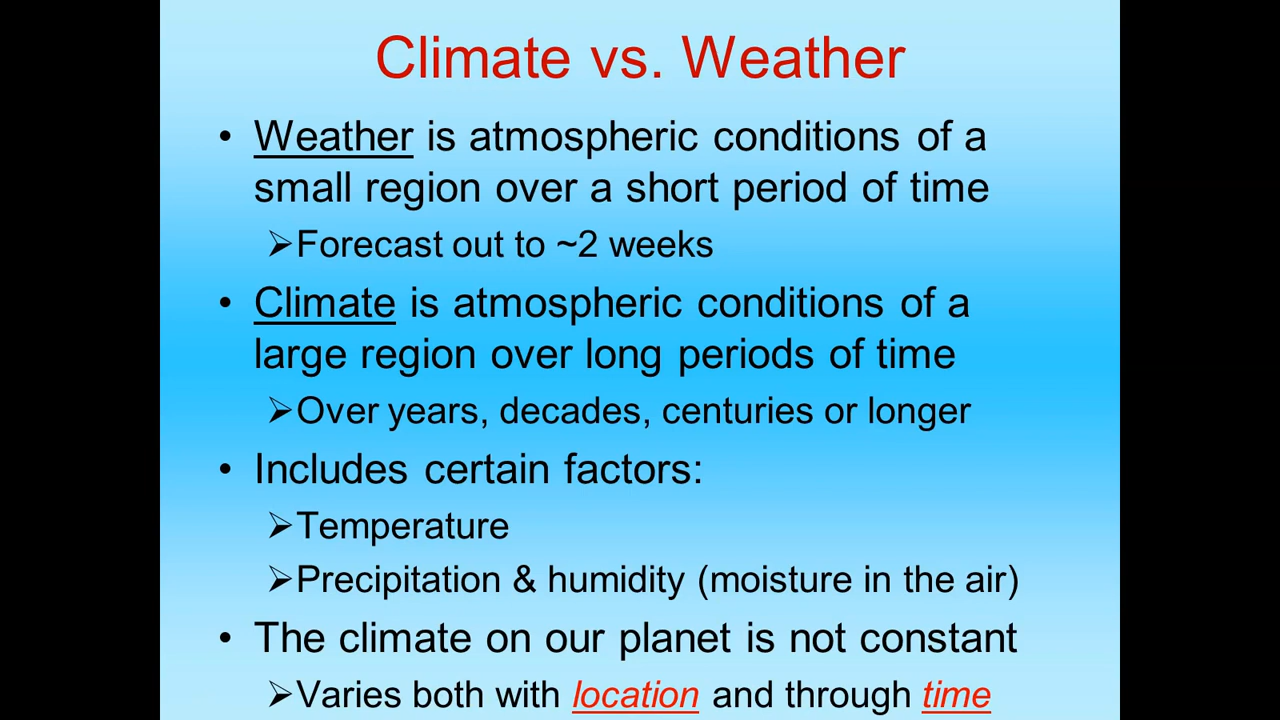 Climate vs. Weather
• Weather is atmospheric conditions of a
small region over a short period of time
➢Forecast out to ~2 weeks
• Climate is atmospheric conditions of a
large region over long periods of time
➢Over years, decades, centuries or longer
• Includes certain factors:
➢Temperature
➢Precipitation & humidity (moisture in the air)
• The climate on our planet is not constant
➢Varies both with location and through time